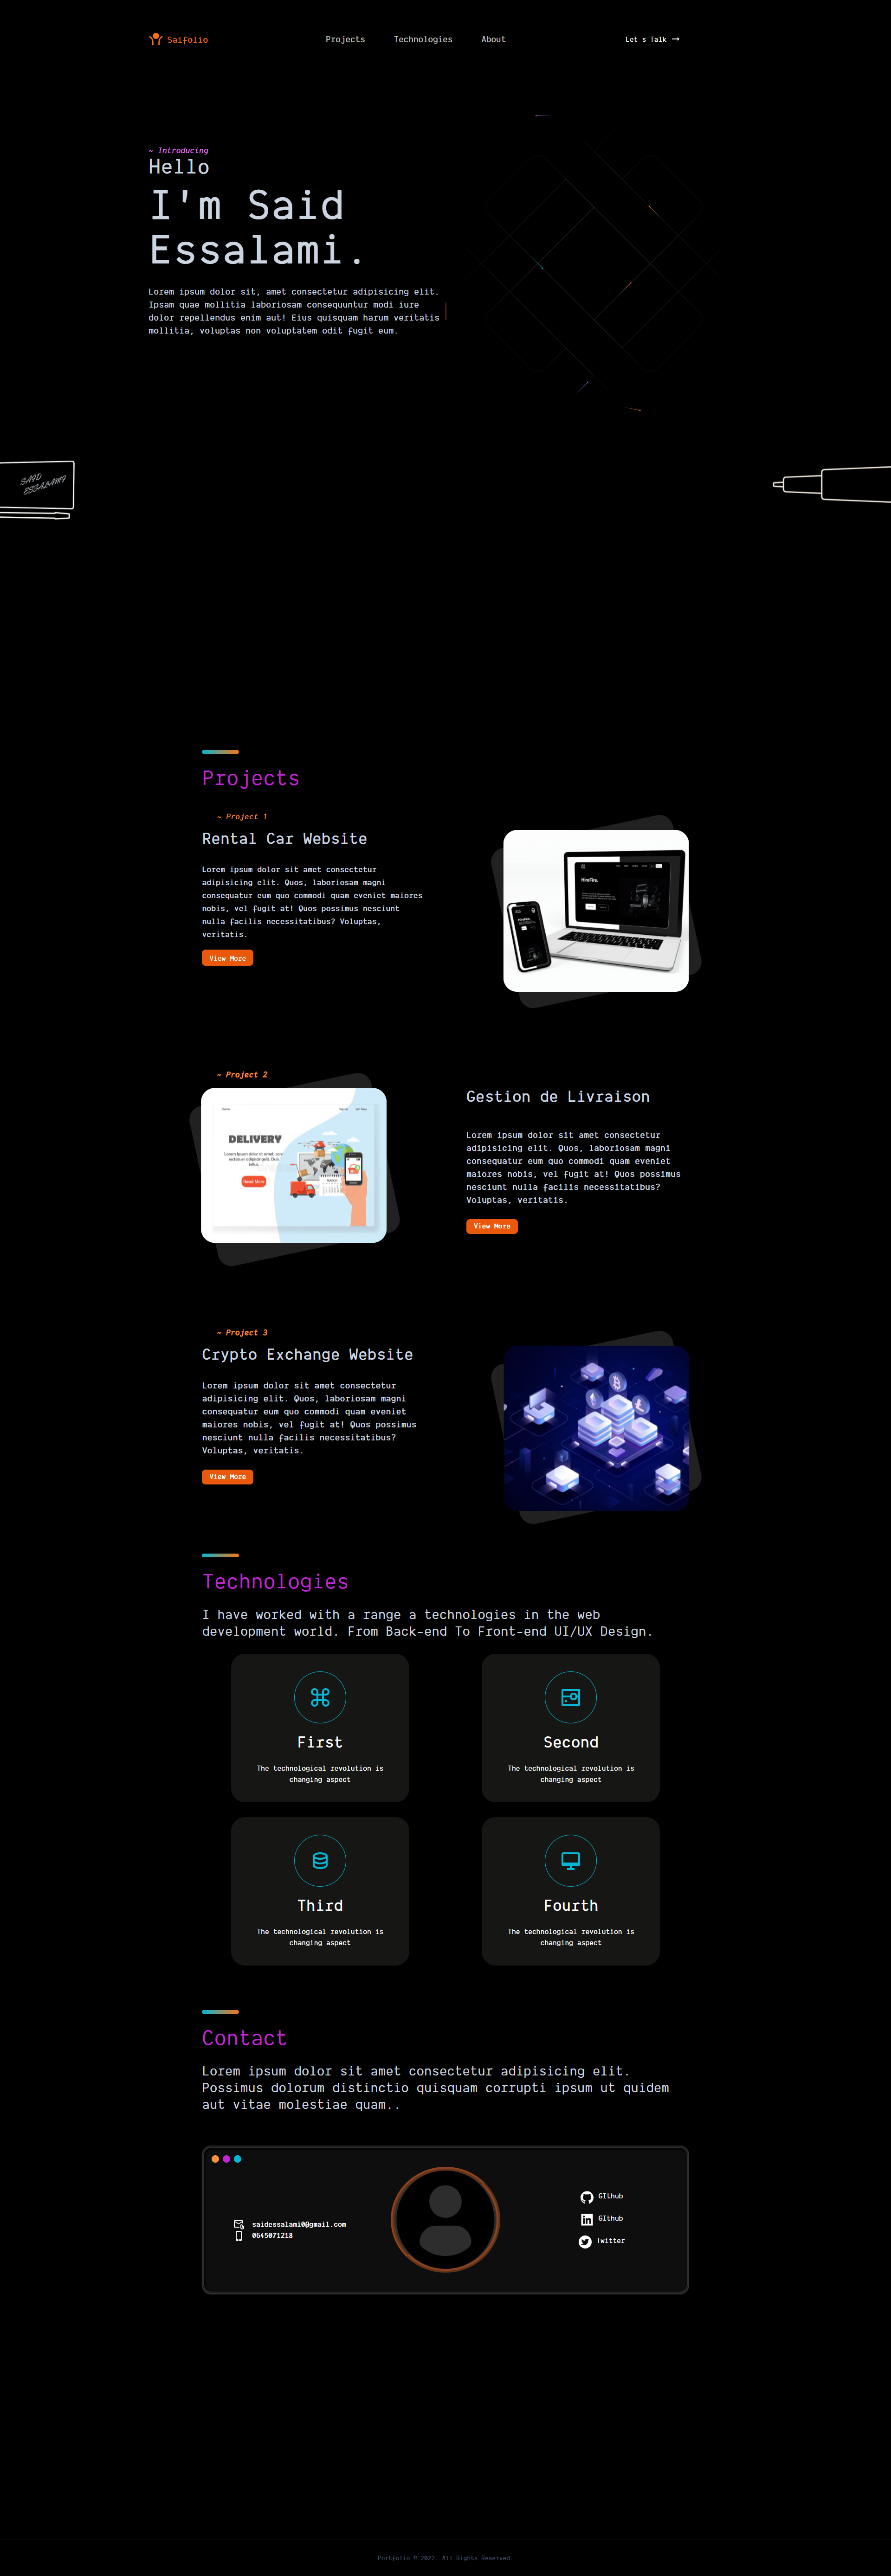 Saifolio
Projects
Technologies
About
Let s Talk →
~ Introducing
Hello
I'm Said
Essalami.
Lorem ipsum dolor sit, amet consectetur adipisicing elit.
Ipsam quae mollitia laboriosam consequuntur modi iure
dolor repellendus enim aut! Eius quisquam harum veritatis
mollitia, voluptas non voluptatem odit fugit eum.
SAID
ESSALAMI
Projects
~ Project 1
Rental Car Website
Lorem ipsum dolor sit amet consectetur
adipisicing elit. Quos, laboriosam magni
consequatur eum quo commodi quam eveniet maiores
nobis, vel fugit at! Quos possimus nesciunt
nulla facilis necessitatibus? Voluptas,
veritatis.
View More
HireFire.
~ Project 2
DELIVERY
Lorem ipsum dolor sit amet, con
Read More
Gestion de Livraison
Lorem ipsum dolor sit amet consectetur
adipisicing elit. Quos, laboriosam magni
consequatur eum quo commodi quam eveniet
maiores nobis, vel fugit at! Quos possimus
nesciunt nulla facilis necessitatibus?
Voluptas, veritatis.
View More
~ Project 3
Crypto Exchange Website
Lorem ipsum dolor sit amet consectetur
adipisicing elit. Quos, laboriosam magni
consequatur eum quo commodi quam eveniet
maiores nobis, vel fugit at! Quos possimus
nesciunt nulla facilis necessitatibus?
Voluptas, veritatis.
View More
Technologies
I have worked with a range a technologies in the web
development world. From Back-end To Front-end UI/UX Design.
First
The technological revolution is
changing aspect
Second
The technological revolution is
changing aspect
Third
The technological revolution is
changing aspect
Fourth
The technological revolution is
changing aspect
Contact
Lorem ipsum dolor sit amet consectetur adipisicing elit.
Possimus dolorum distinctio quisquam corrupti ipsum ut quidem
aut vitae molestiae quam..
saidessalami0@gmail.com
0645071218
GIthub
GIthub
Twitter
Portfolio © 2022. All Rights Reserved.